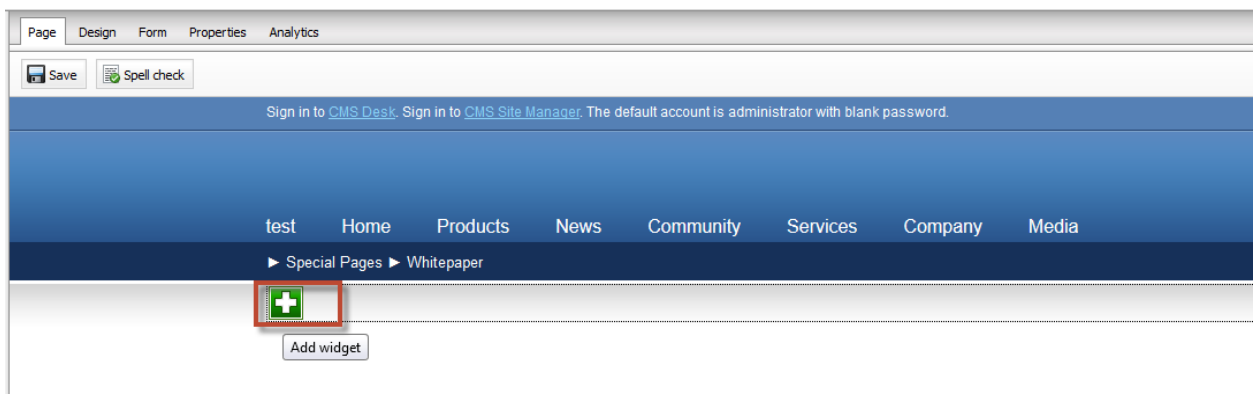 Page Design Form Properties Analytics
Save Spell check
Sign in to CMS Desk. Sign in to CMS Site Manager. The default account is administrator with blank password.
test Home Products News Community Services Company Media
► Special Pages ► Whitepaper
Add widget